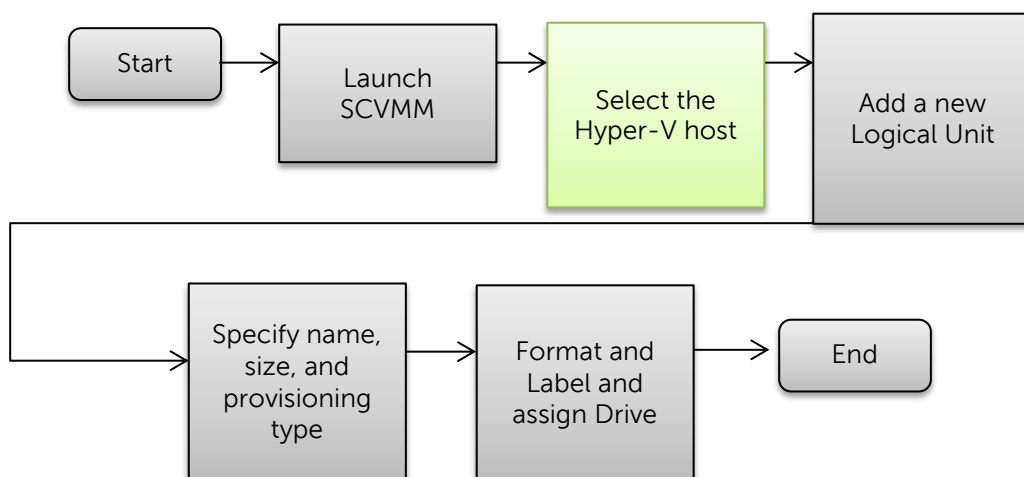 Start
Launch
SCVMM
Select the
Hyper-V host
Add a new
Logical Unit
Specify name,
size, and
provisioning
type
Format and
Label and
assign Drive
End